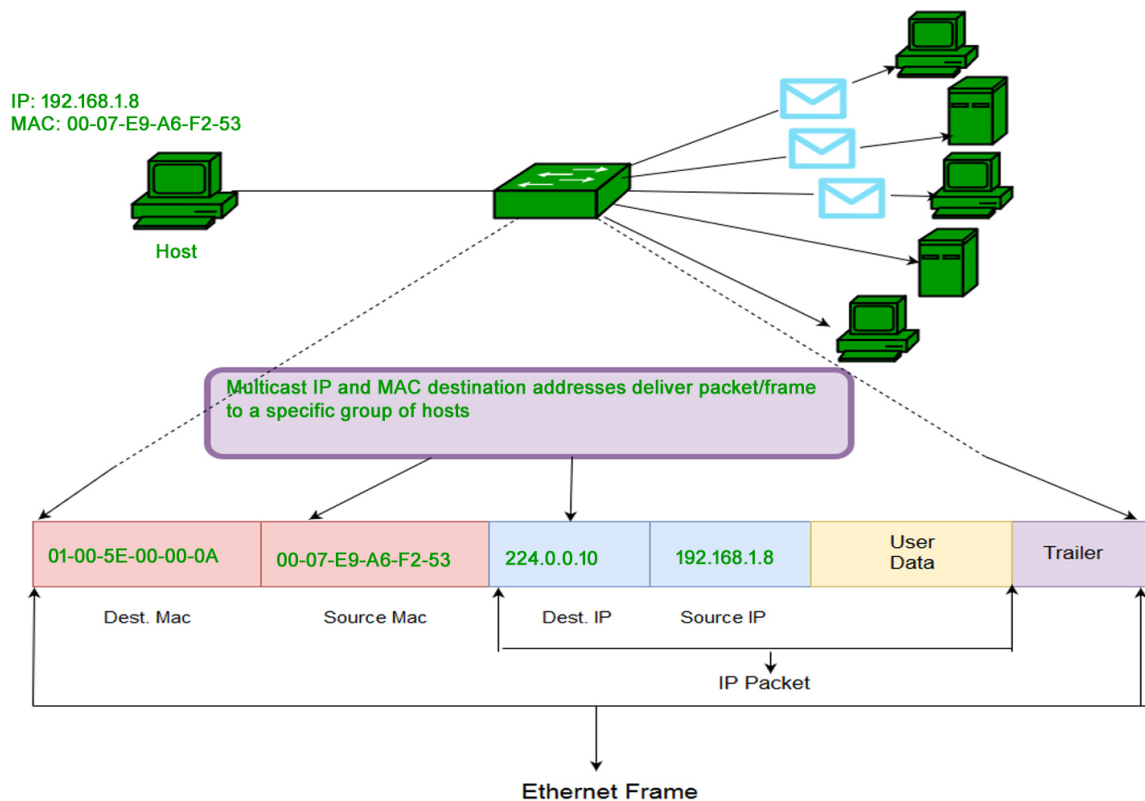 IP: 192.168.1.8
MAC: 00-07-E9-A6-F2-53
Host
Multicast IP and MAC destination addresses deliver packet/frame
to a specific group of hosts
01-00-5E-00-00-0A
00-07-E9-A6-F2-53
224.0.0.10
192.168.1.8
User
Data
Trailer
Dest. Mac
Source Mac
Dest. IP
Source IP
IP Packet
Ethernet Frame